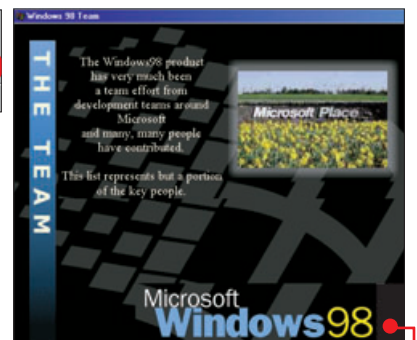 Windows 98 Team
THE TEAM
The Windows98 product
has very much been
a team effort from
development teams around
Microsoft
and many, many people
have contributed.
This list represents but a portion
of the key people.
Microsoft Place
Microsoft
Windows98